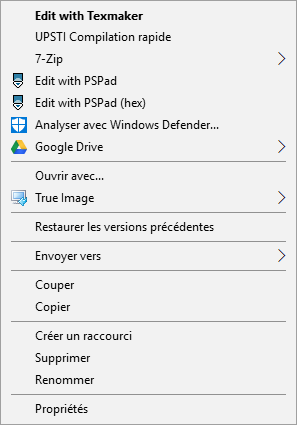 Edit with Texmaker
UPSTI Compilation rapide
7-Zip
Edit with PSPad
Edit with PSPad (hex)
Analyser avec Windows Defender...
Google Drive
Ouvrir avec...
True Image
Restaurer les versions précédentes
Envoyer vers
Couper
Copier
Créer un raccourci
Supprimer
Renommer
Propriétés